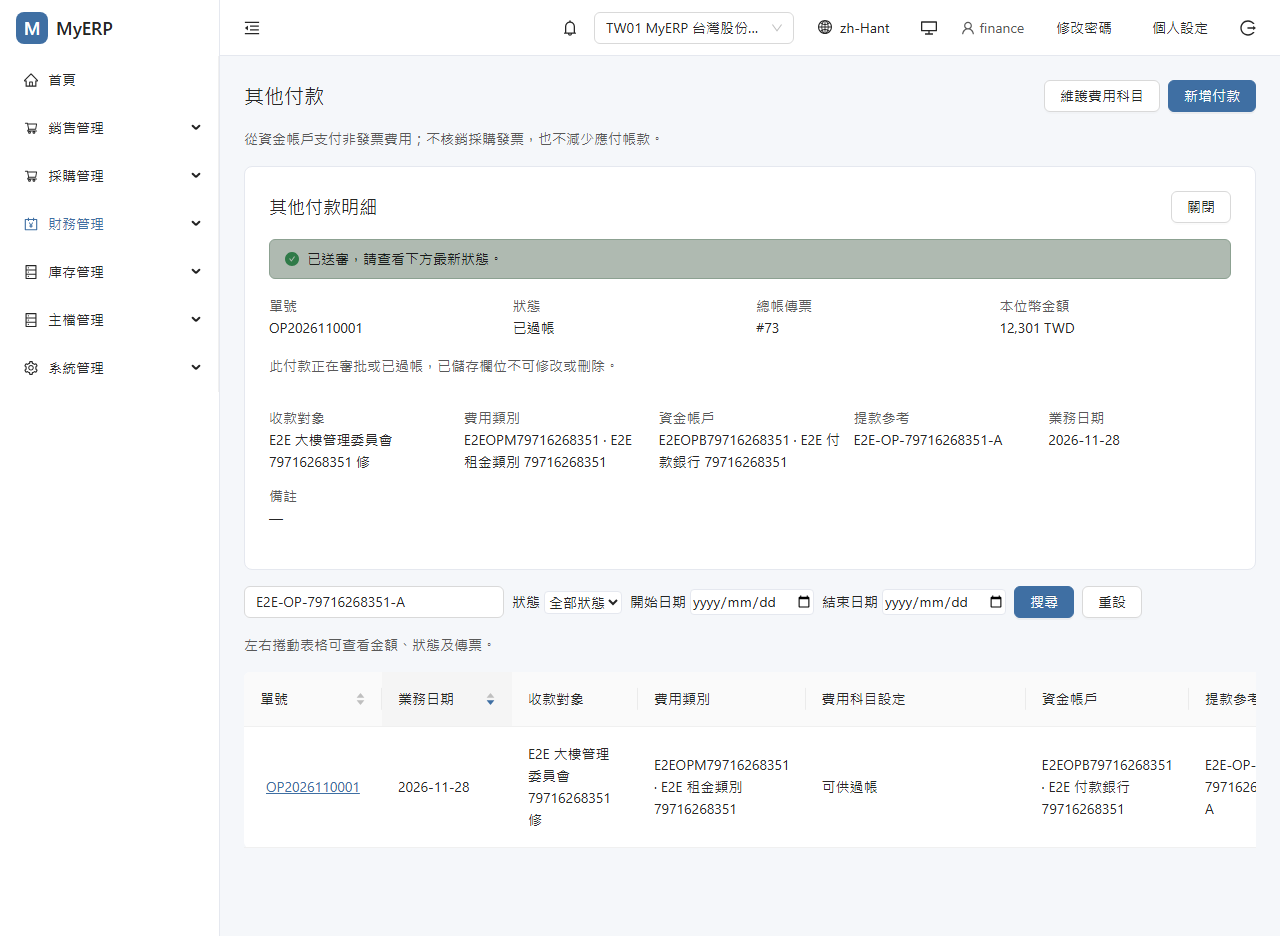 M MyERP
TW01 MyERP 台灣股份... zh-Hant finance 修改密碼 個人設定
首頁
銷售管理
採購管理
財務管理
庫存管理
主檔管理
系統管理
其他付款
維護費用科目 新增付款
從資金帳戶支付非發票費用；不核銷採購發票，也不減少應付帳款。
其他付款明細
關閉
已送審，請查看下方最新狀態。
單號 狀態 總帳傳票 本位幣金額
OP2026110001 已過帳 #73 12,301 TWD
此付款正在審批或已過帳，已儲存欄位不可修改或刪除。
收款對象 費用類別 資金帳戶 提款參考 業務日期
E2E 大樓管理委員會 E2EOPM79716268351 · E2E E2EOPB79716268351 · E2E 付 E2E-OP-79716268351-A 2026-11-28
79716268351 修 租金類別 79716268351 款銀行 79716268351
備註
—
E2E-OP-79716268351-A 狀態 全部狀態 開始日期 yyyy/mm/dd 結束日期 yyyy/mm/dd 搜尋 重設
左右捲動表格可查看金額、狀態及傳票。
單號 業務日期 收款對象 費用類別 費用科目設定 資金帳戶 提款參考
E2E 大樓管理
委員會
79716268351
修
OP2026110001 2026-11-28
E2EOPM79716268351
· E2E 租金類別
79716268351
可供過帳
E2EOPB79716268351
· E2E 付款銀行
79716268351
E2E-OP-
7971626
A